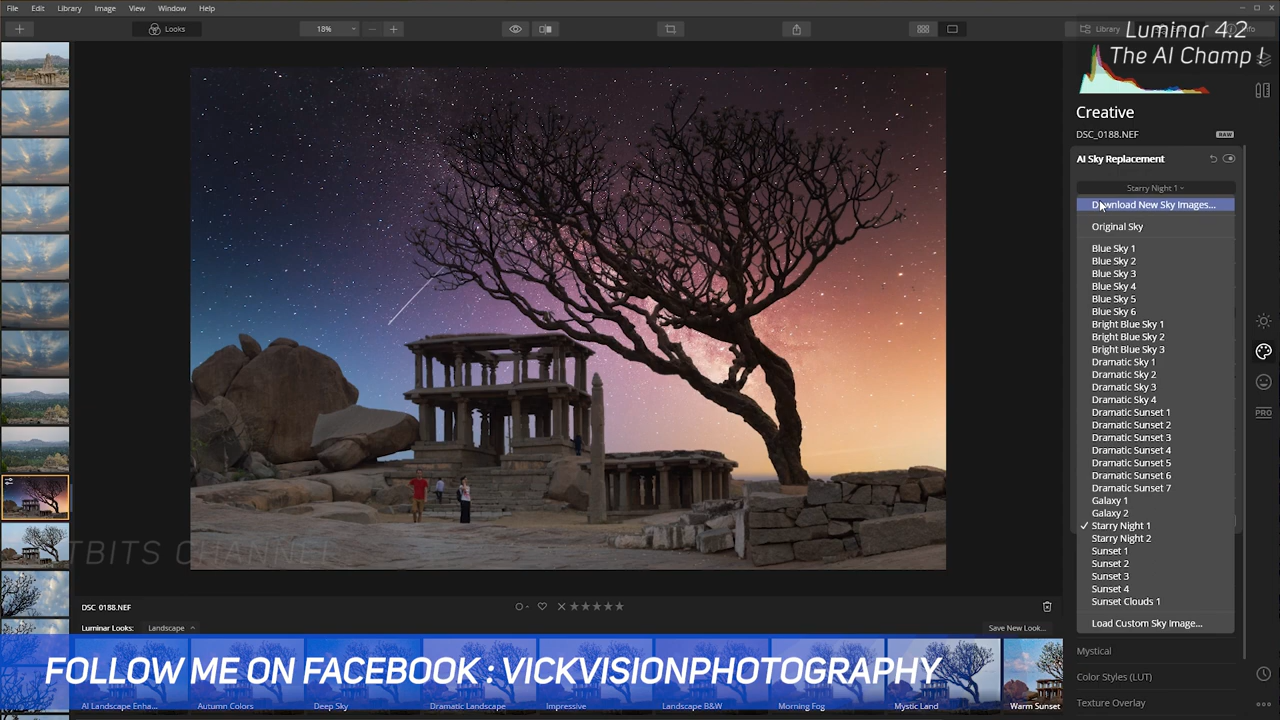 File Edit Library Image View Window Help
Luminar 4.2
The AI Champ !
Looks
18%
Library
Info
Creative
DSC_0188.NEF
RAW
AI Sky Replacement
Starry Night 1
Download New Sky Images...
Original Sky
Blue Sky 1
Blue Sky 2
Blue Sky 3
Blue Sky 4
Blue Sky 5
Blue Sky 6
Bright Blue Sky 1
Bright Blue Sky 2
Bright Blue Sky 3
Dramatic Sky 1
Dramatic Sky 2
Dramatic Sky 3
Dramatic Sky 4
Dramatic Sunset 1
Dramatic Sunset 2
Dramatic Sunset 3
Dramatic Sunset 4
Dramatic Sunset 5
Dramatic Sunset 6
Dramatic Sunset 7
Galaxy 1
Galaxy 2
Starry Night 1
Starry Night 2
Sunset 1
Sunset 2
Sunset 3
Sunset 4
Sunset Clouds 1
Load Custom Sky Image...
PRO
Mystical
Color Styles (LUT)
Texture Overlay
TBITS CHANNEL
DSC_0188.NEF
Luminar Looks: Landscape
Save New Look...
FOLLOW ME ON FACEBOOK : VICKVISIONPHOTOGRAPHY
AI Landscape Enha... Autumn Colors Deep Sky Dramatic Landscape Impressive Landscape B&W Morning Fog Mystic Land Warm Sunset